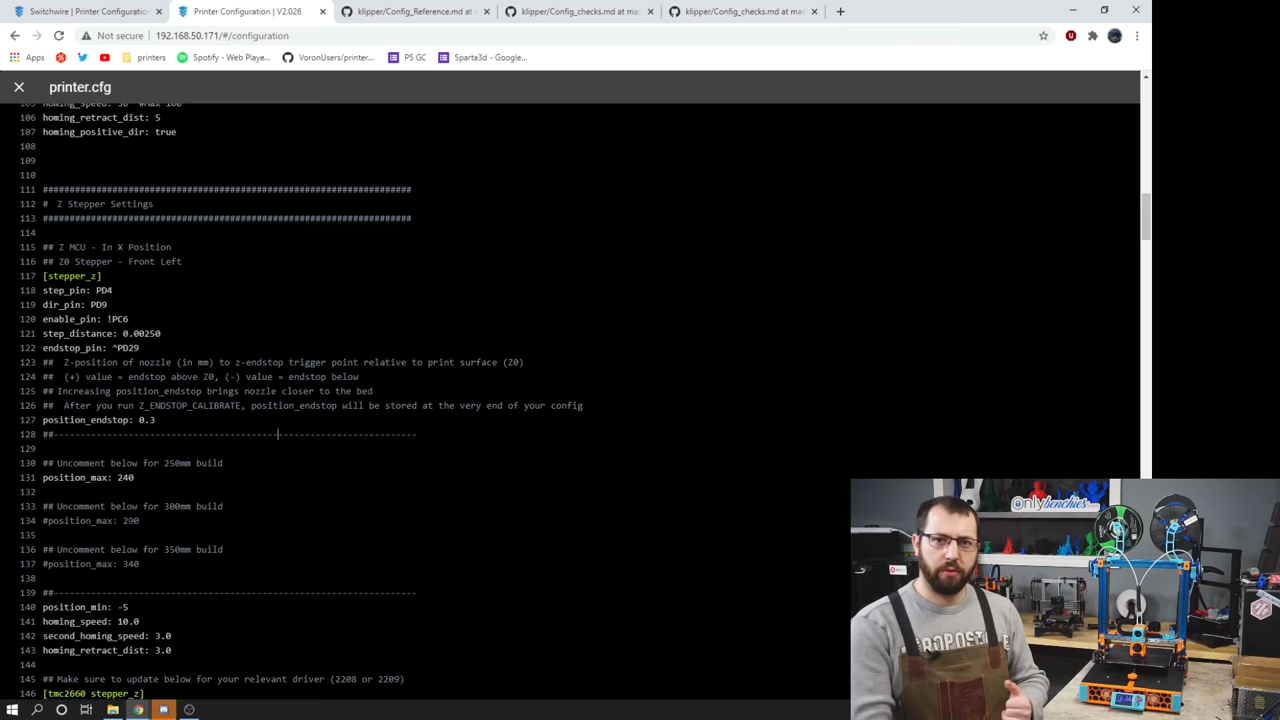 Switchwire | Printer Configuration
Printer Configuration | V2.026
klipper/Config_Reference.md at
klipper/Config_checks.md at mas
klipper/Config_checks.md at mas
Not secure
192.168.50.171/#/configuration
Apps
printers
Spotify - Web Playe...
VoronUsers/printer...
PS GC
Sparta3d - Google...
printer.cfg
106 homing_retract_dist: 5
107 homing_positive_dir: true
108
109
110
111 #######################################################################
112 # Z Stepper Settings
113 #######################################################################
114
115 ## Z MCU - In X Position
116 ## Z0 Stepper - Front Left
117 [stepper_z]
118 step_pin: PD4
119 dir_pin: PD9
120 enable_pin: !PC6
121 step_distance: 0.00250
122 endstop_pin: ^PD29
123 ## Z-position of nozzle (in mm) to z-endstop trigger point relative to print surface (Z0)
124 ## (+) value = endstop above Z0, (-) value = endstop below
125 ## Increasing position_endstop brings nozzle closer to the bed
126 ## After you run Z_ENDSTOP_CALIBRATE, position_endstop will be stored at the very end of your config
127 position_endstop: 0.3
128 ##----------------------------------------------------------------------
129
130 ## Uncomment below for 250mm build
131 position_max: 240
132
133 ## Uncomment below for 300mm build
134 #position_max: 290
135
136 ## Uncomment below for 350mm build
137 #position_max: 340
138
139 ##----------------------------------------------------------------------
140 position_min: -5
141 homing_speed: 10.0
142 second_homing_speed: 3.0
143 homing_retract_dist: 3.0
144
145 ## Make sure to update below for your relevant driver (2208 or 2209)
146 [tmc2660 stepper_z]
Onlybenchies